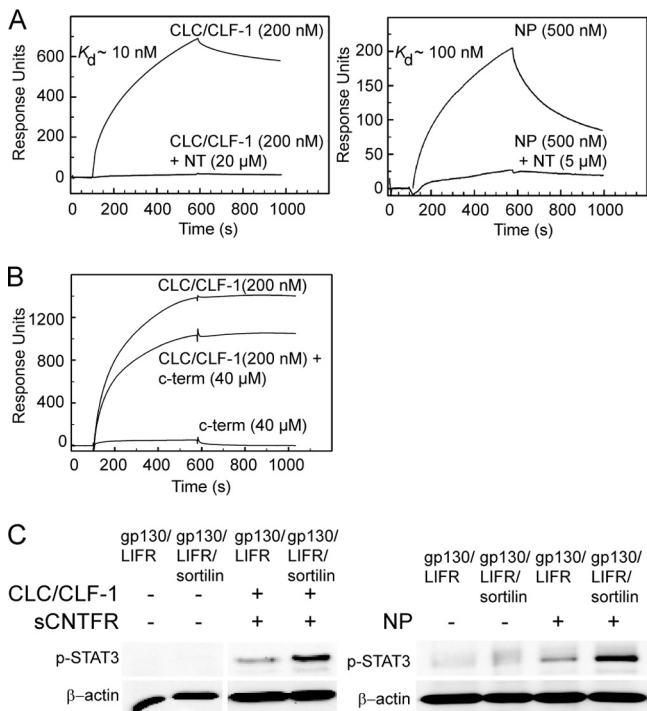 A
CLC/CLF-1 (200 nM)
Kd~ 10 nM
CLC/CLF-1 (200 nM)
+ NT (20 µM)
Response Units
600
400
200
0
0 200 400 600 800 1000
Time (s)
NP (500 nM)
Kd~ 100 nM
NP (500 nM)
+ NT (5 µM)
Response Units
200
150
100
50
25
0
0 200 400 600 800 1000
Time (s)
B
CLC/CLF-1(200 nM)
CLC/CLF-1(200 nM) +
c-term (40 µM)
c-term (40 µM)
Response Units
1200
800
400
0
0 200 400 600 800 1000
Time (s)
C
gp130/ gp130/ gp130/ gp130/
LIFR LIFR/ LIFR LIFR/
sortilin sortilin
CLC/CLF-1 - - + +
sCNTFR - - + +
p-STAT3
β-actin
gp130/ gp130/ gp130/ gp130/
LIFR LIFR/ LIFR LIFR/
sortilin sortilin
NP - - + +
p-STAT3
β-actin